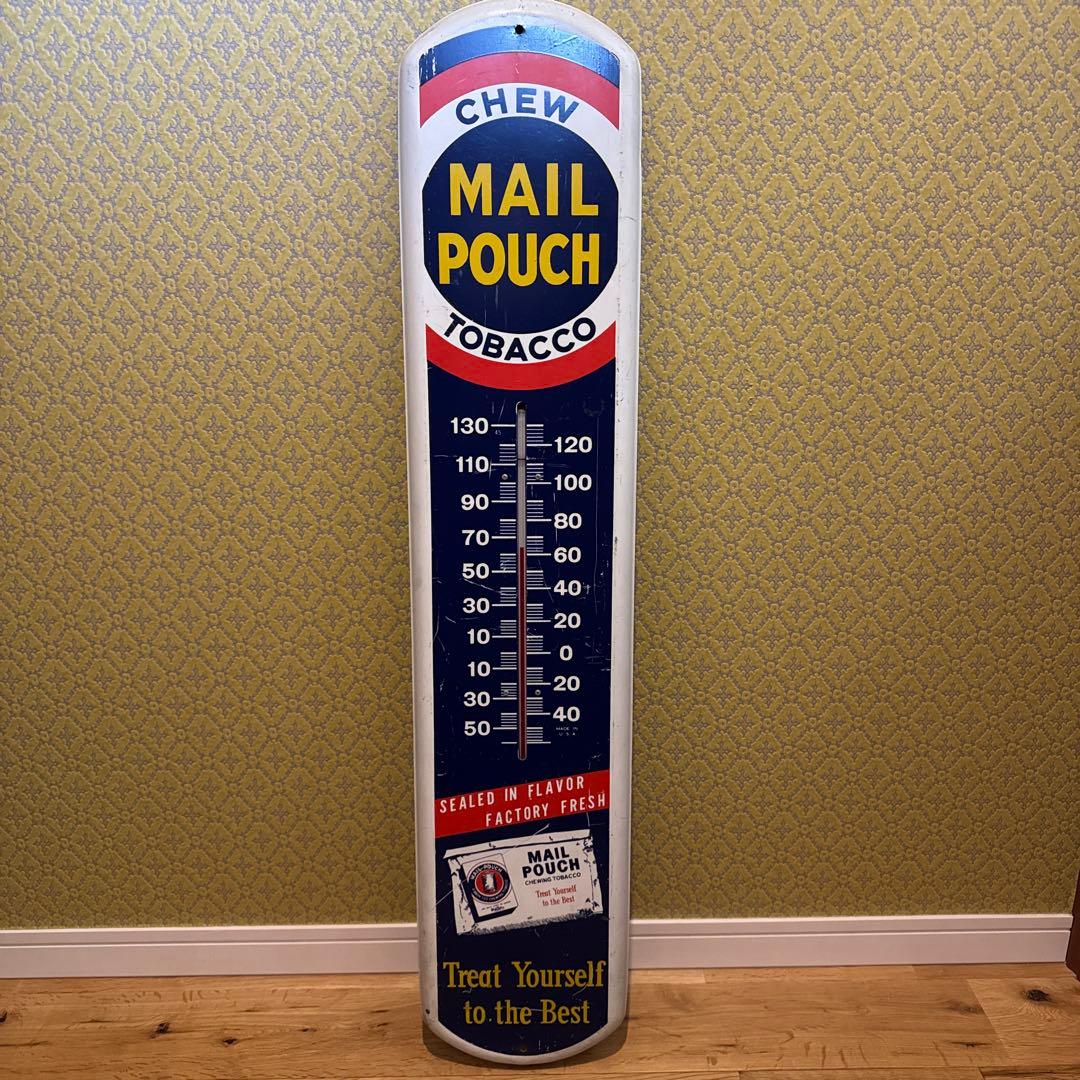 CHEW
MAIL
POUCH
TOBACCO
130
120
110
100
90
80
70
60
50
40
30
20
10
0
10
20
30
40
50
MADE IN
U.S.A.
SEALED IN FLAVOR
FACTORY FRESH
MAIL POUCH
MAIL
POUCH
CHEWING TOBACCO
Treat Yourself
to the Best
Treat Yourself
to the Best